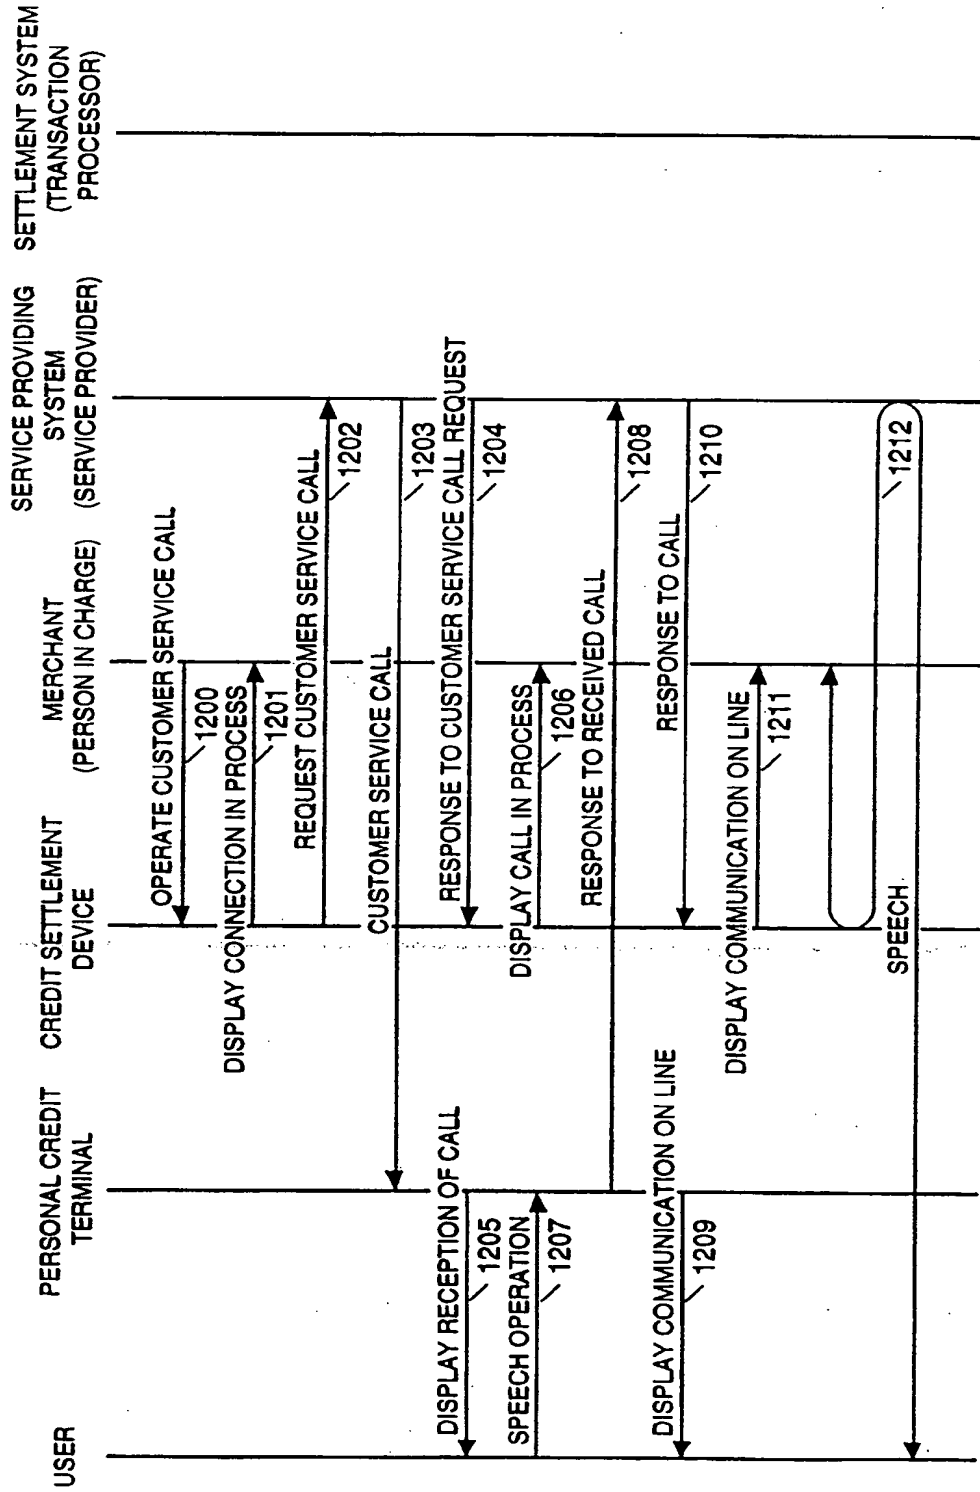 USER
PERSONAL CREDIT
TERMINAL
CREDIT SETTLEMENT
DEVICE
MERCHANT
(PERSON IN CHARGE)
SERVICE PROVIDING
SYSTEM
(SERVICE PROVIDER)
SETTLEMENT SYSTEM
(TRANSACTION
PROCESSOR)
OPERATE CUSTOMER SERVICE CALL
1200
DISPLAY CONNECTION IN PROCESS
1201
REQUEST CUSTOMER SERVICE CALL
1202
CUSTOMER SERVICE CALL
1203
RESPONSE TO CUSTOMER SERVICE CALL REQUEST
1204
DISPLAY RECEPTION OF CALL
1205
DISPLAY CALL IN PROCESS
1206
SPEECH OPERATION
1207
RESPONSE TO RECEIVED CALL
1208
DISPLAY COMMUNICATION ON LINE
1209
RESPONSE TO CALL
1210
DISPLAY COMMUNICATION ON LINE
1211
SPEECH
1212